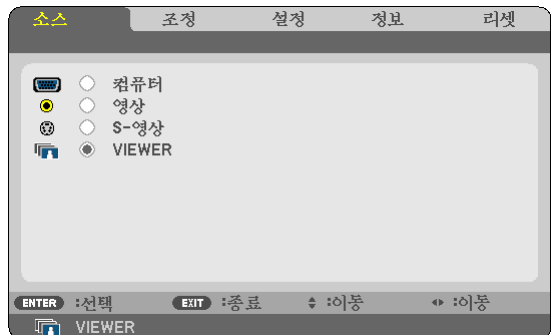 소스 조정 설정 정보 리셋
컴퓨터
영상
S-영상
VIEWER
ENTER :선택 EXIT :종료 :이동 :이동
VIEWER